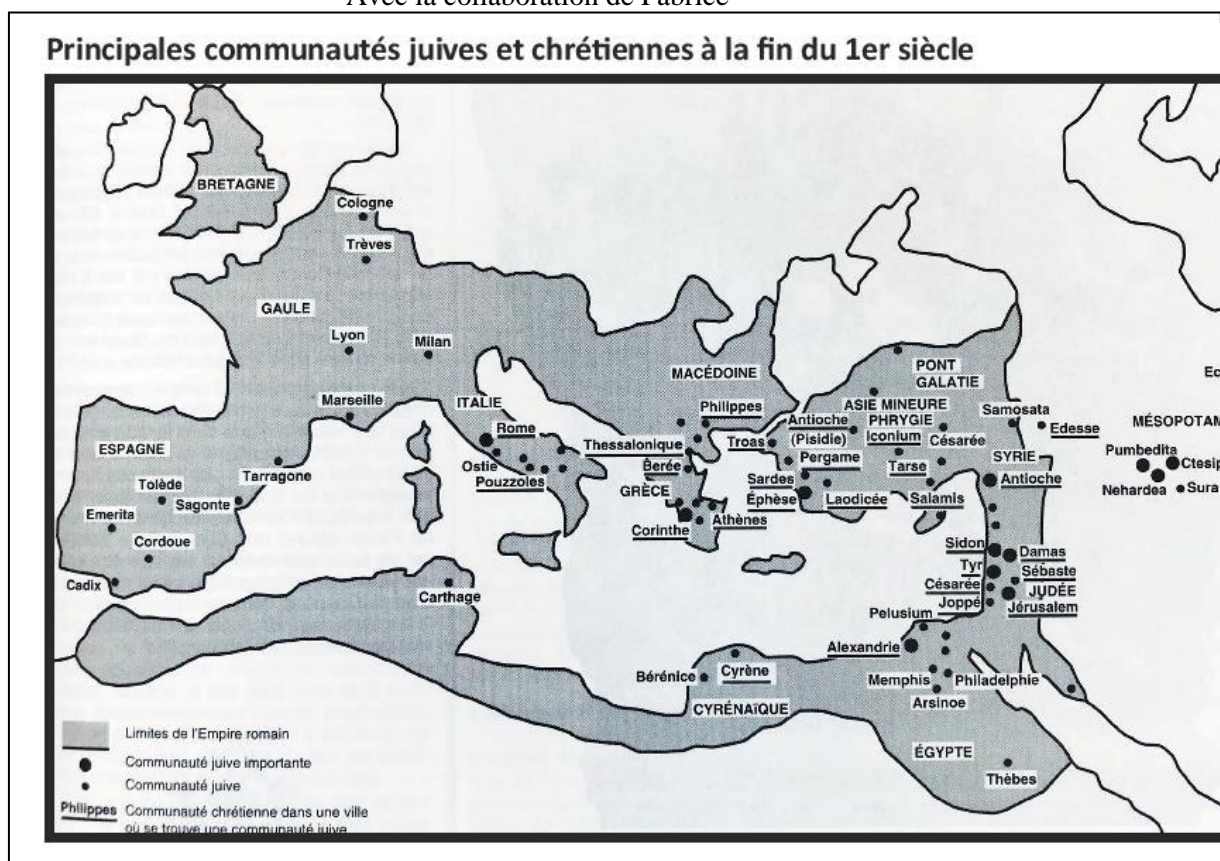 Avec la collaboration de Fabrice
Principales communautés juives et chrétiennes à la fin du 1er siècle
BRETAGNE
Cologne
Trèves
GAULE
Lyon
Milan
Marseille
ITALIE
Rome
Ostie
Pouzzoles
ESPAGNE
Tarragone
Tolède
Sagonte
Emerita
Cordoue
Cadix
Carthage
MACÉDOINE
Philippes
Thessalonique
Berée
GRÈCE
Corinthe
Athènes
PONT
GALATIE
ASIE MINEURE
PHRYGIE
Antioche
(Pisidie)
Iconium
Césarée
Troas
Pergame
Sardes
Éphèse
Laodicée
Tarse
Salamis
Samosata
Edesse
SYRIE
Antioche
MÉSOPOTAM
Pumbedita
Ctesip
Nehardea
Sura
Sidon
Damas
Tyr
Sébaste
Césarée
JUDÉE
Joppé
Jérusalem
Pelusium
Alexandrie
Memphis
Philadelphie
Arsinoe
Bérénice
Cyrène
CYRÉNAïQUE
ÉGYPTE
Thèbes
Limites de l'Empire romain
Communauté juive importante
Communauté juive
Philippes Communauté chrétienne dans une ville
où se trouve une communauté juive